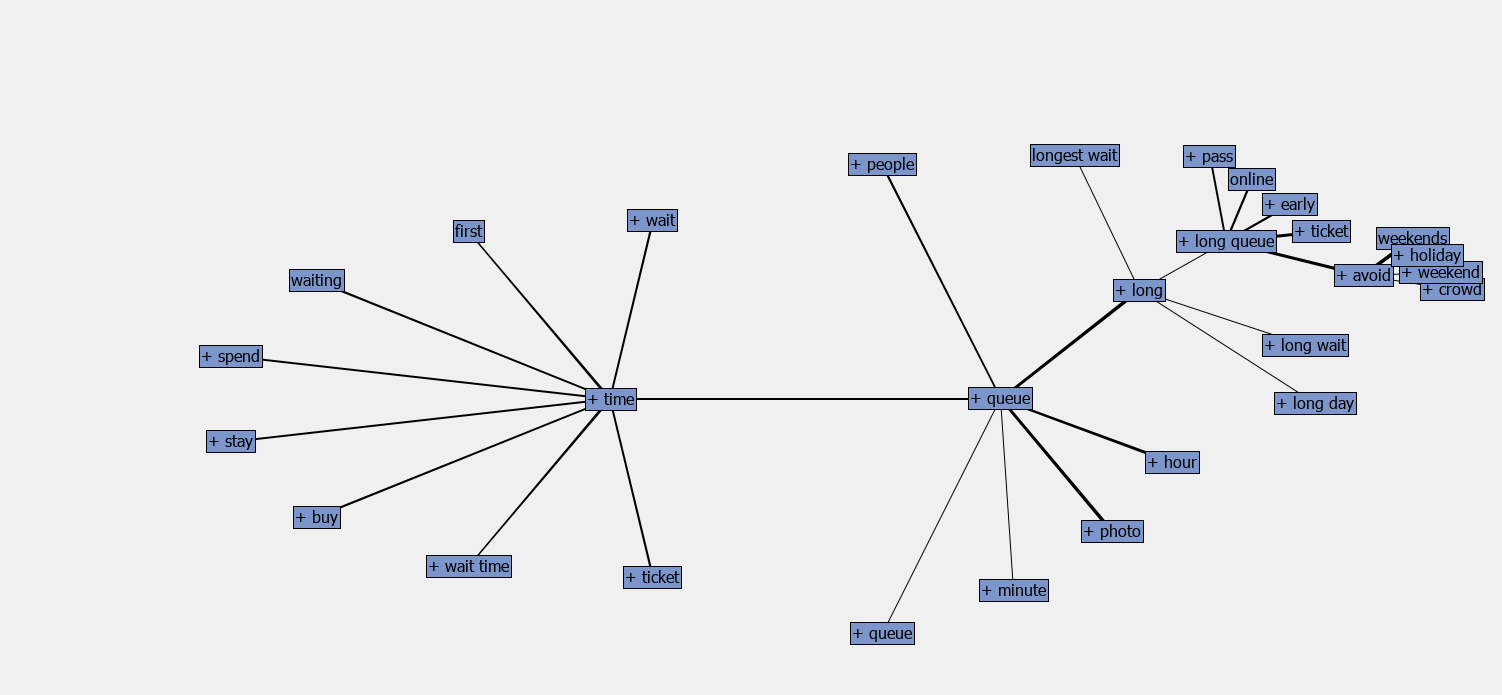 longest wait
+ pass
+ people
online
+ early
+ wait
first
+ ticket
weekends
+ long queue
+ holiday
+ weekend
+ avoid
waiting
+ long
+ crowd
+ long wait
+ spend
+ time
+ queue
+ long day
+ stay
+ hour
+ buy
+ photo
+ wait time
+ ticket
+ minute
+ queue